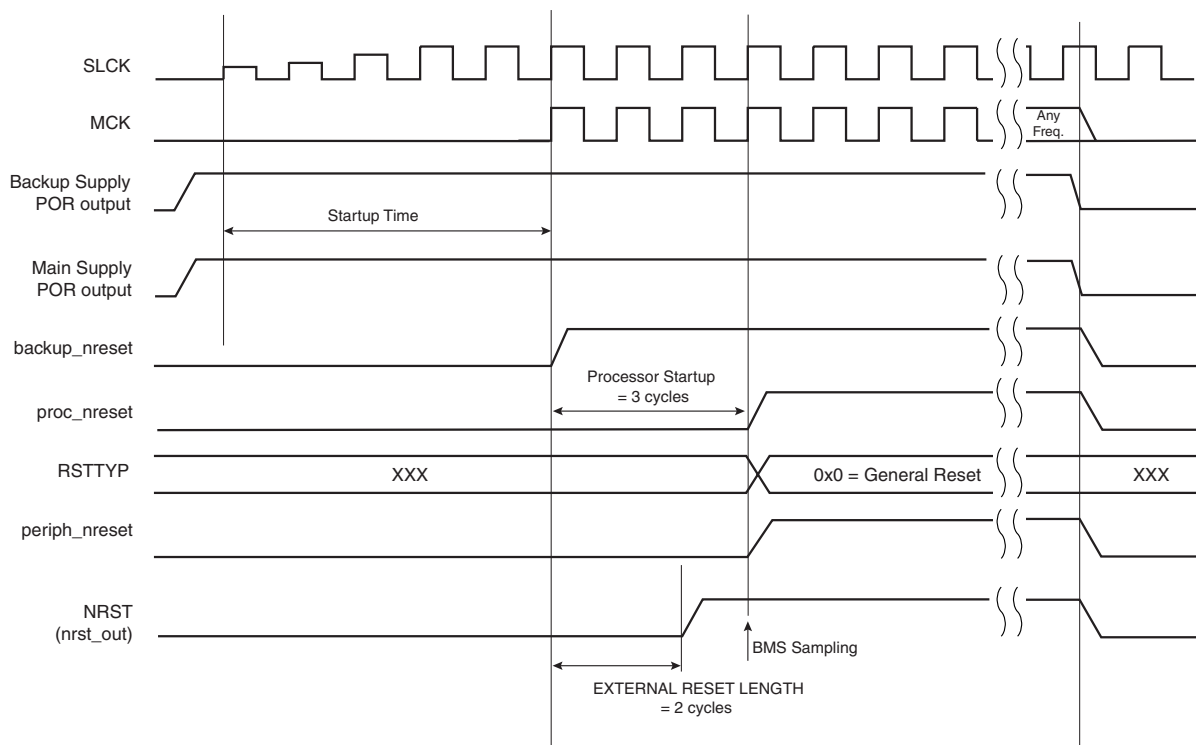 SLCK
MCK
Any
Freq.
Backup Supply
POR output
Startup Time
Main Supply
POR output
backup_nreset
Processor Startup
= 3 cycles
proc_nreset
RSTTYP
XXX
0x0 = General Reset
XXX
periph_nreset
NRST
(nrst_out)
BMS Sampling
EXTERNAL RESET LENGTH
= 2 cycles